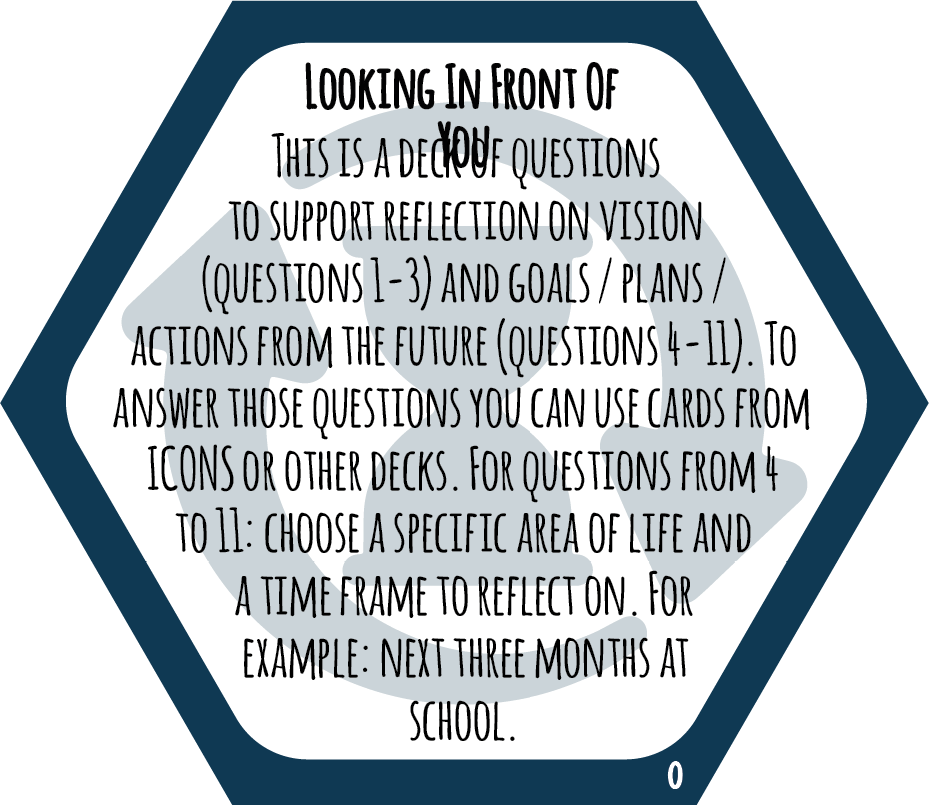 Looking In Front Of
You
This is a deck of questions
to support reflection on vision
(questions 1-3) and goals / plans /
actions from the future (questions 4-11). To
answer those questions you can use cards from
ICONS or other decks. For questions from 4
to 11: choose a specific area of life and
a time frame to reflect on. For
example: next three months at
school.
0